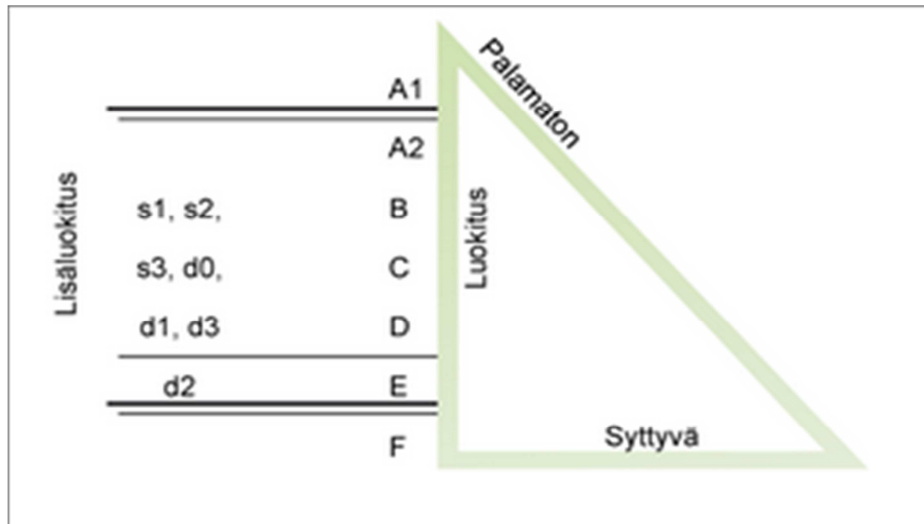 A1
Palamaton
A2
Lisäluokitus
s1, s2,
B
Luokitus
s3, d0,
C
d1, d3
D
d2
E
Syttyvä
F